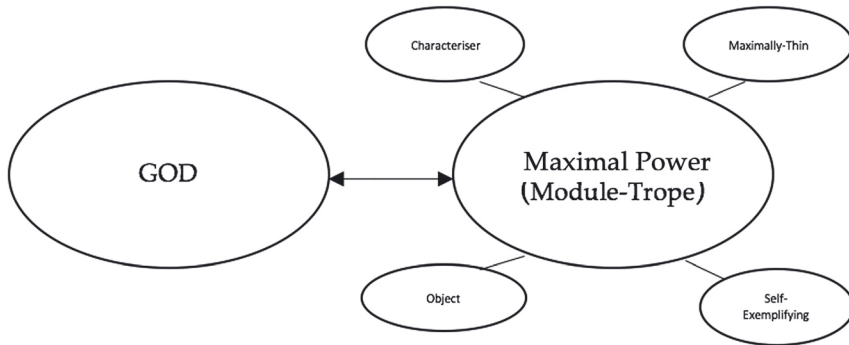 Characteriser
Maximally-Thin
GOD
Maximal Power
(Module-Trope)
Object
Self-
Exemplifying